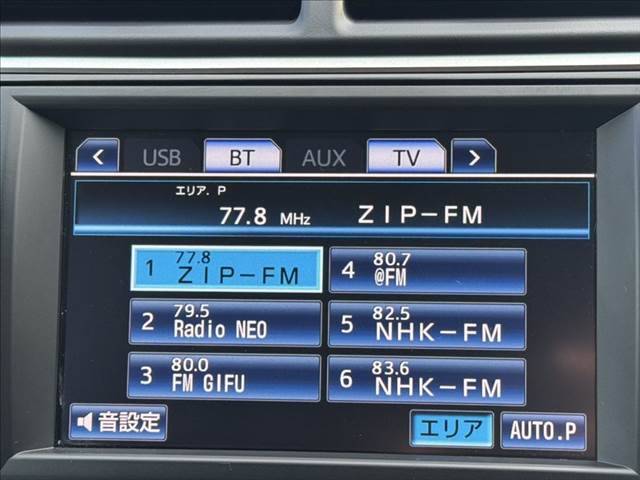 < USB BT AUX TV >
エリア. P
77.8 MHz ZIP-FM
1 77.8 ZIP-FM
4 80.7 @FM
2 79.5 Radio NEO
5 82.5 NHK-FM
3 80.0 FM GIFU
6 83.6 NHK-FM
音設定 エリア AUTO.P